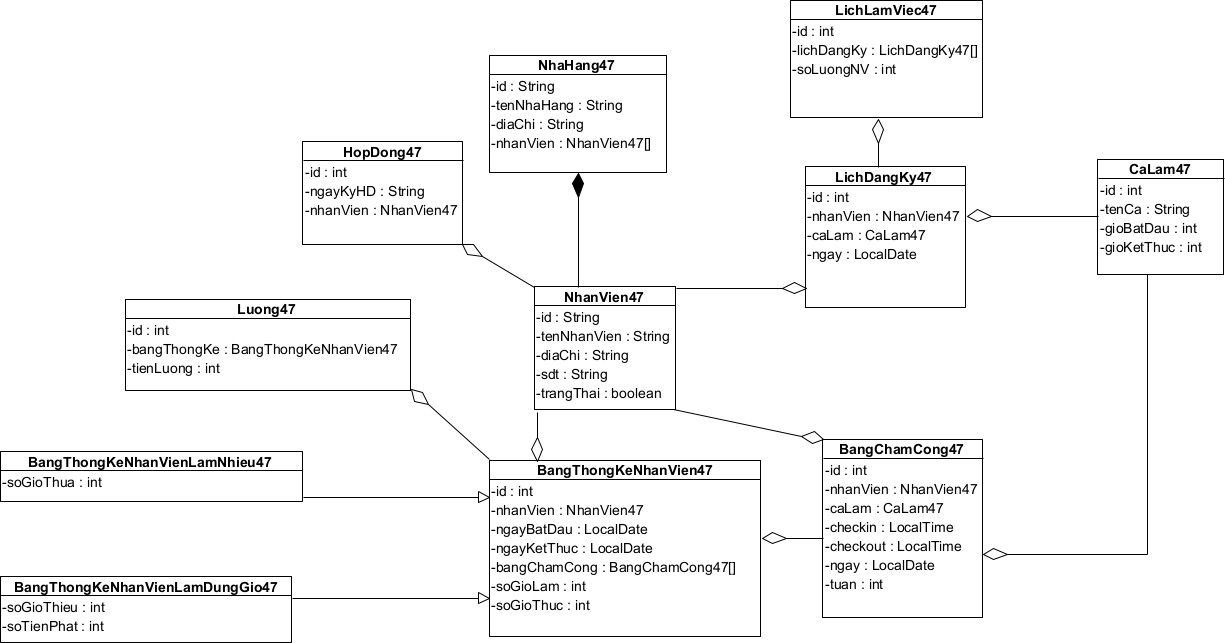 LichLamViec47
-id : int
-lichDangKy : LichDangKy47[]
-soLuongNV : int
NhaHang47
-id : String
-tenNhaHang : String
-diaChi : String
-nhanVien : NhanVien47[]
HopDong47
-id : int
-ngayKyHD : String
-nhanVien : NhanVien47
LichDangKy47
-id : int
-nhanVien : NhanVien47
-caLam : CaLam47
-ngay : LocalDate
CaLam47
-id : int
-tenCa : String
-gioBatDau : int
-gioKetThuc : int
NhanVien47
-id : String
-tenNhanVien : String
-diaChi : String
-sdt : String
-trangThai : boolean
Luong47
-id : int
-bangThongKe : BangThongKeNhanVien47
-tienLuong : int
BangThongKeNhanVienLamNhieu47
-soGioThua : int
BangThongKeNhanVien47
-id : int
-nhanVien : NhanVien47
-ngayBatDau : LocalDate
-ngayKetThuc : LocalDate
-bangChamCong : BangChamCong47[]
-soGioLam : int
-soGioThuc : int
BangChamCong47
-id : int
-nhanVien : NhanVien47
-caLam : CaLam47
-checkin : LocalTime
-checkout : LocalTime
-ngay : LocalDate
-tuan : int
BangThongKeNhanVienLamDungGio47
-soGioThieu : int
-soTienPhat : int